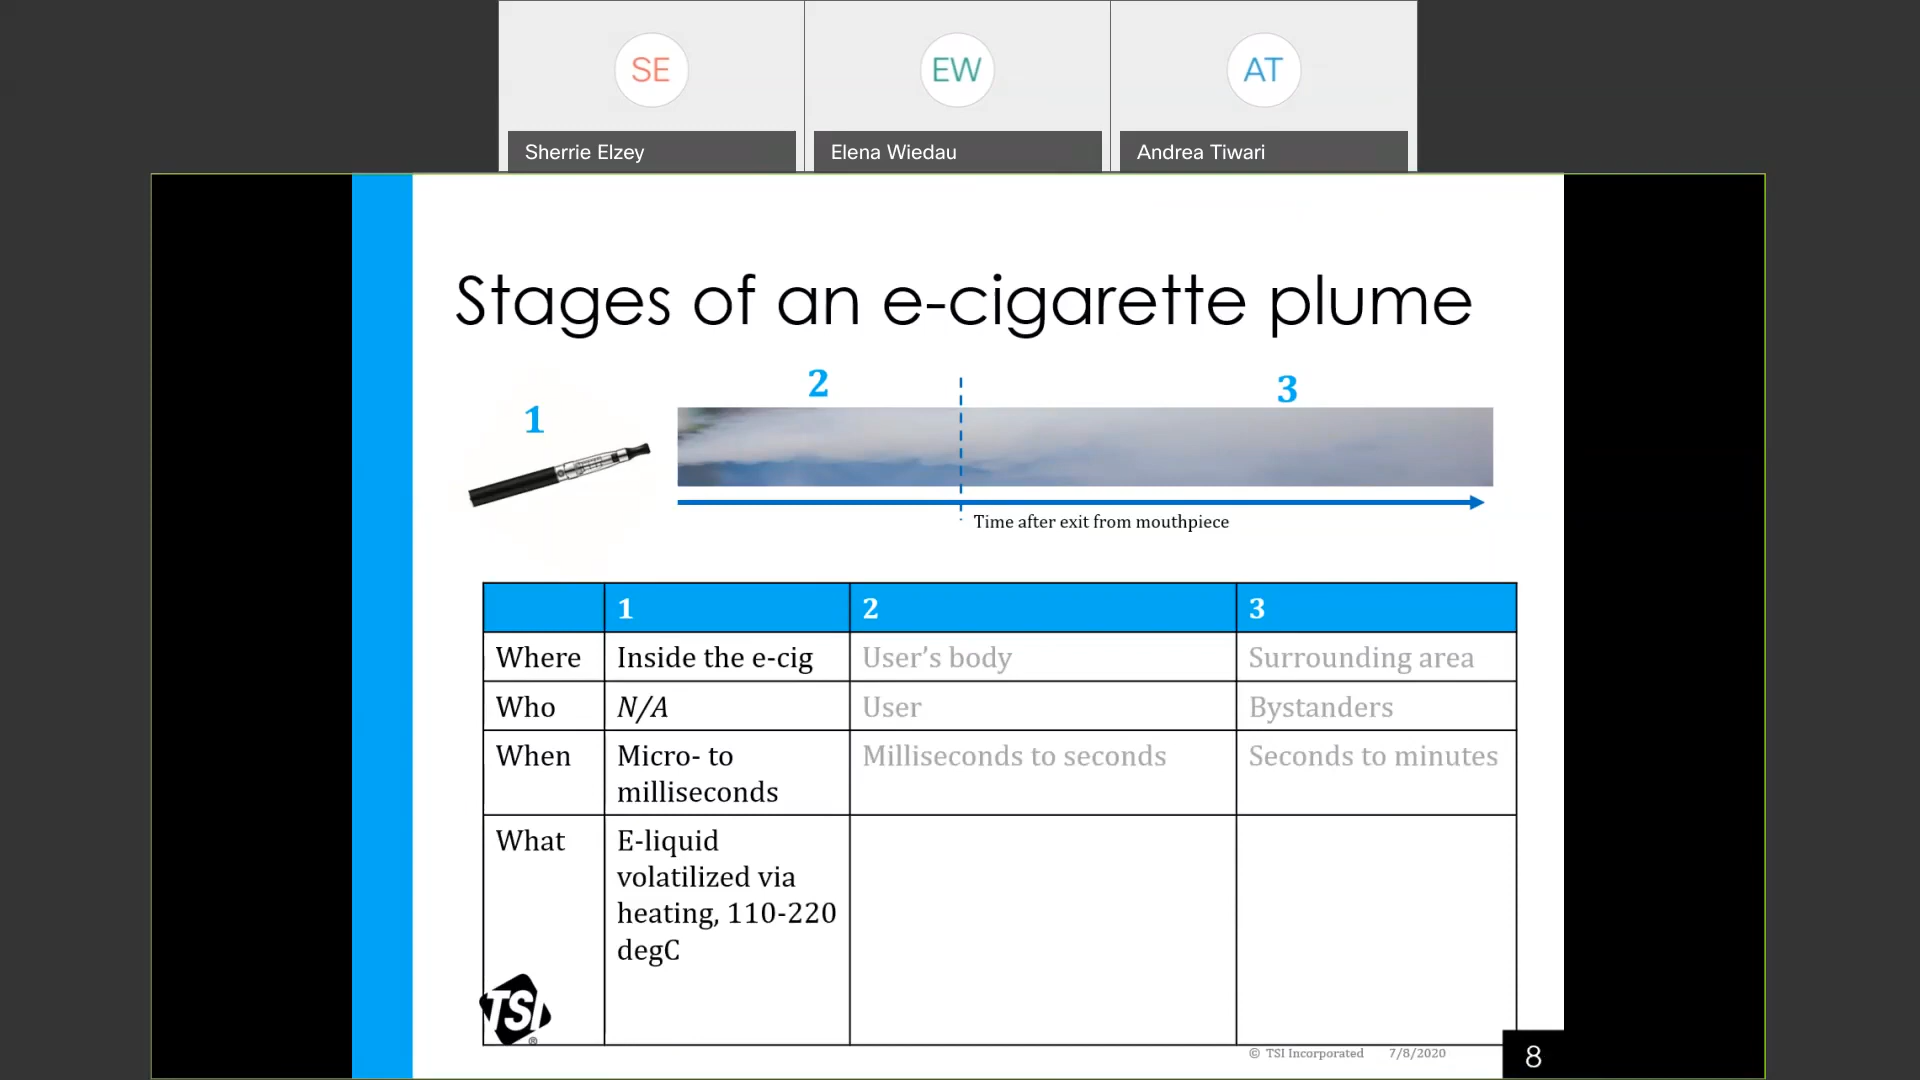 SE
EW
AT
Sherrie Elzey
Elena Wiedau
Andrea Tiwari
Stages of an e-cigarette plume
1
2
3
Time after exit from mouthpiece
1
2
3
Where
Inside the e-cig
User's body
Surrounding area
Who
N/A
User
Bystanders
When
Micro- to
milliseconds
Milliseconds to seconds
Seconds to minutes
What
E-liquid
volatilized via
heating, 110-220
degC
TSI
®
© TSI Incorporated
7/8/2020
8